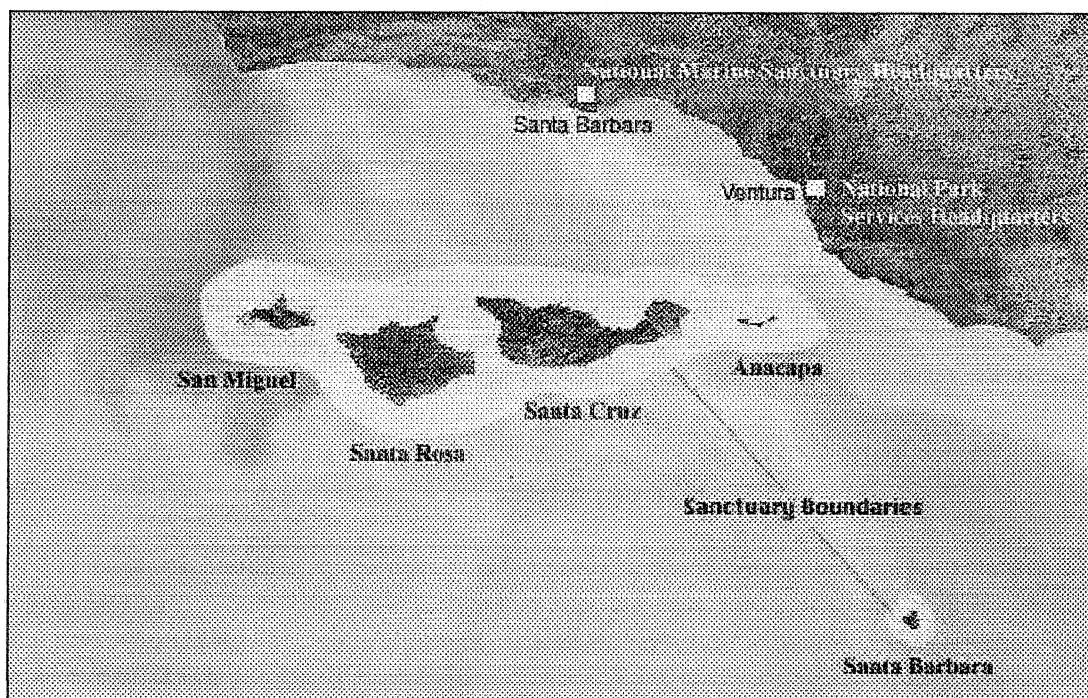 National Marine Sanctuary Headquarters
Santa Barbara
Ventura
National Park
Services Headquarters
San Miguel
Anacapa
Santa Cruz
Santa Rosa
Sanctuary Boundaries
Santa Barbara